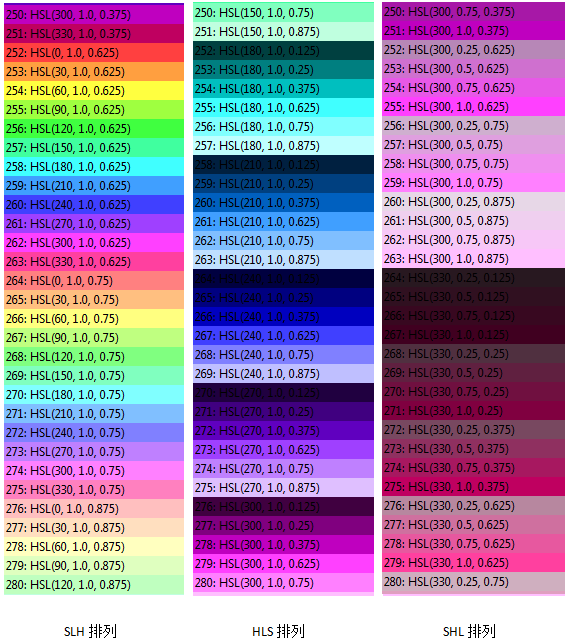 250: HSL(300, 1.0, 0.375)
251: HSL(330, 1.0, 0.375)
252: HSL(0, 1.0, 0.625)
253: HSL(30, 1.0, 0.625)
254: HSL(60, 1.0, 0.625)
255: HSL(90, 1.0, 0.625)
256: HSL(120, 1.0, 0.625)
257: HSL(150, 1.0, 0.625)
258: HSL(180, 1.0, 0.625)
259: HSL(210, 1.0, 0.625)
260: HSL(240, 1.0, 0.625)
261: HSL(270, 1.0, 0.625)
262: HSL(300, 1.0, 0.625)
263: HSL(330, 1.0, 0.625)
264: HSL(0, 1.0, 0.75)
265: HSL(30, 1.0, 0.75)
266: HSL(60, 1.0, 0.75)
267: HSL(90, 1.0, 0.75)
268: HSL(120, 1.0, 0.75)
269: HSL(150, 1.0, 0.75)
270: HSL(180, 1.0, 0.75)
271: HSL(210, 1.0, 0.75)
272: HSL(240, 1.0, 0.75)
273: HSL(270, 1.0, 0.75)
274: HSL(300, 1.0, 0.75)
275: HSL(330, 1.0, 0.75)
276: HSL(0, 1.0, 0.875)
277: HSL(30, 1.0, 0.875)
278: HSL(60, 1.0, 0.875)
279: HSL(90, 1.0, 0.875)
280: HSL(120, 1.0, 0.875)
SLH 排列
250: HSL(150, 1.0, 0.75)
251: HSL(150, 1.0, 0.875)
252: HSL(180, 1.0, 0.125)
253: HSL(180, 1.0, 0.25)
254: HSL(180, 1.0, 0.375)
255: HSL(180, 1.0, 0.625)
256: HSL(180, 1.0, 0.75)
257: HSL(180, 1.0, 0.875)
258: HSL(210, 1.0, 0.125)
259: HSL(210, 1.0, 0.25)
260: HSL(210, 1.0, 0.375)
261: HSL(210, 1.0, 0.625)
262: HSL(210, 1.0, 0.75)
263: HSL(210, 1.0, 0.875)
264: HSL(240, 1.0, 0.125)
265: HSL(240, 1.0, 0.25)
266: HSL(240, 1.0, 0.375)
267: HSL(240, 1.0, 0.625)
268: HSL(240, 1.0, 0.75)
269: HSL(240, 1.0, 0.875)
270: HSL(270, 1.0, 0.125)
271: HSL(270, 1.0, 0.25)
272: HSL(270, 1.0, 0.375)
273: HSL(270, 1.0, 0.625)
274: HSL(270, 1.0, 0.75)
275: HSL(270, 1.0, 0.875)
276: HSL(300, 1.0, 0.125)
277: HSL(300, 1.0, 0.25)
278: HSL(300, 1.0, 0.375)
279: HSL(300, 1.0, 0.625)
280: HSL(300, 1.0, 0.75)
HLS 排列
250: HSL(300, 0.75, 0.375)
251: HSL(300, 1.0, 0.375)
252: HSL(300, 0.25, 0.625)
253: HSL(300, 0.5, 0.625)
254: HSL(300, 0.75, 0.625)
255: HSL(300, 1.0, 0.625)
256: HSL(300, 0.25, 0.75)
257: HSL(300, 0.5, 0.75)
258: HSL(300, 0.75, 0.75)
259: HSL(300, 1.0, 0.75)
260: HSL(300, 0.25, 0.875)
261: HSL(300, 0.5, 0.875)
262: HSL(300, 0.75, 0.875)
263: HSL(300, 1.0, 0.875)
264: HSL(330, 0.25, 0.125)
265: HSL(330, 0.5, 0.125)
266: HSL(330, 0.75, 0.125)
267: HSL(330, 1.0, 0.125)
268: HSL(330, 0.25, 0.25)
269: HSL(330, 0.5, 0.25)
270: HSL(330, 0.75, 0.25)
271: HSL(330, 1.0, 0.25)
272: HSL(330, 0.25, 0.375)
273: HSL(330, 0.5, 0.375)
274: HSL(330, 0.75, 0.375)
275: HSL(330, 1.0, 0.375)
276: HSL(330, 0.25, 0.625)
277: HSL(330, 0.5, 0.625)
278: HSL(330, 0.75, 0.625)
279: HSL(330, 1.0, 0.625)
280: HSL(330, 0.25, 0.75)
SHL 排列